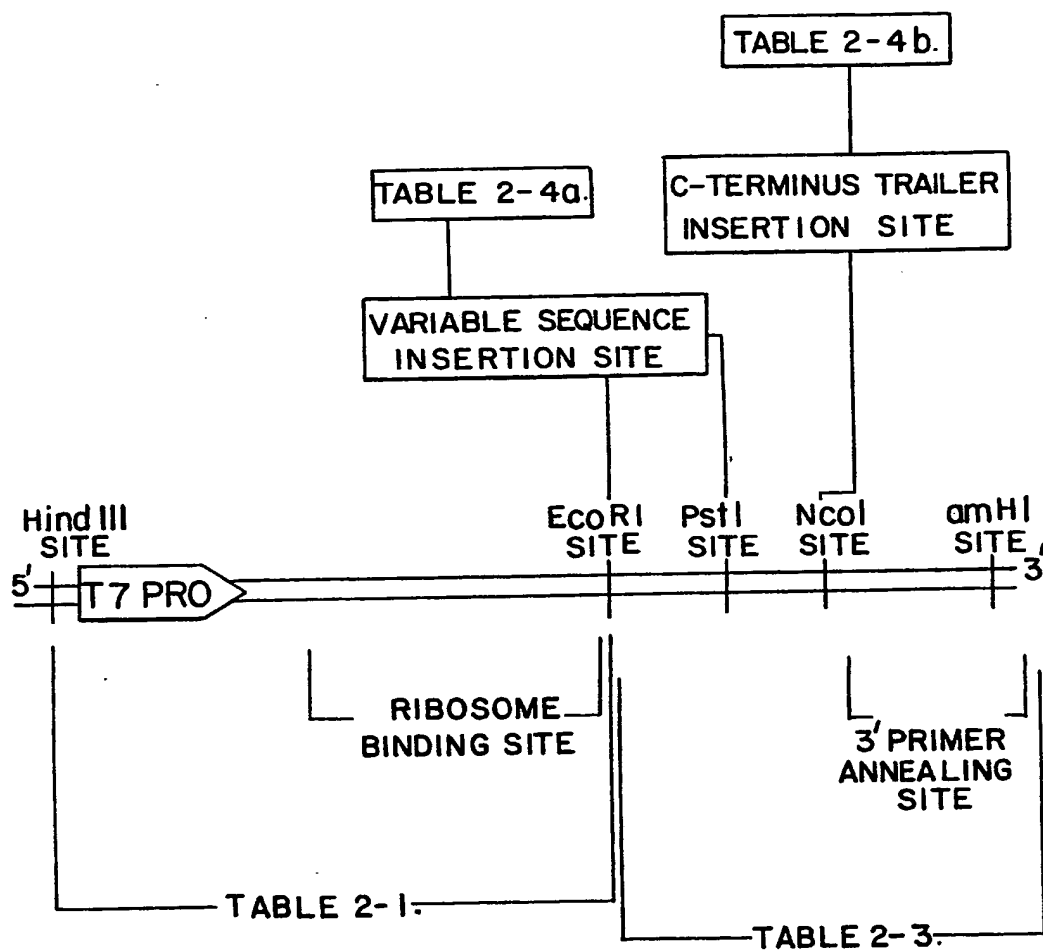 TABLE 2-4b.
C-TERMINUS TRAILER
INSERTION SITE
TABLE 2-4a.
VARIABLE SEQUENCE
INSERTION SITE
Hind III
SITE
EcoRI
SITE
PstI
SITE
NcoI
SITE
amHI
SITE
5'
T7 PRO
3'
RIBOSOME
BINDING SITE
3' PRIMER
ANNEALING
SITE
TABLE 2-1.
TABLE 2-3.